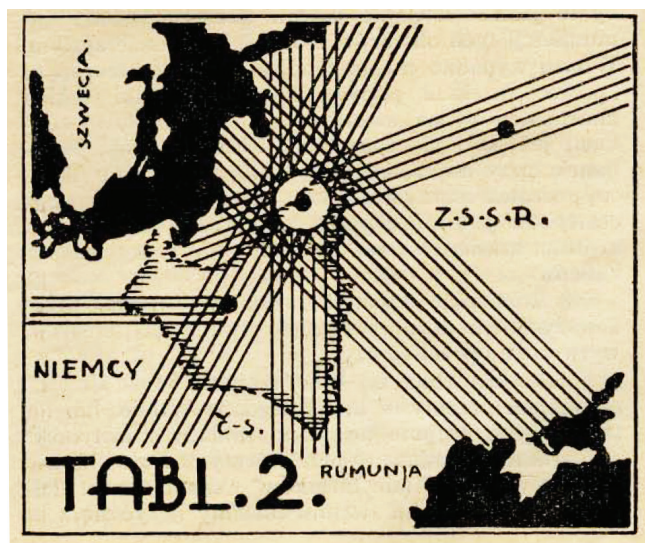 SZWECJA
Z.S.S.R.
NIEMCY
Č-S.
TABL.2.
RUMUNJA